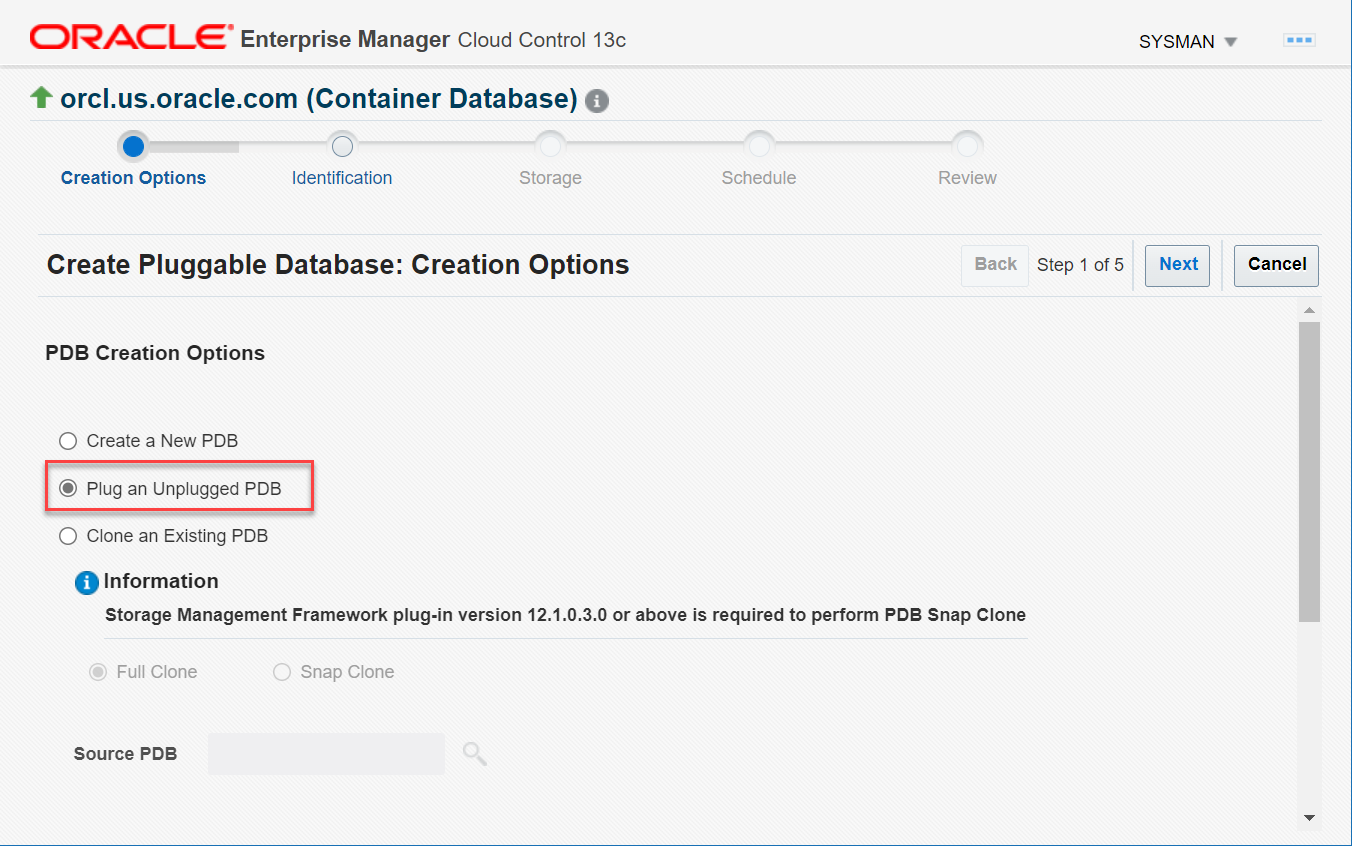 ORACLE Enterprise Manager Cloud Control 13c
SYSMAN
orcl.us.oracle.com (Container Database)
Creation Options
Identification
Storage
Schedule
Review
Create Pluggable Database: Creation Options
Back
Step 1 of 5
Next
Cancel
PDB Creation Options
Create a New PDB
Plug an Unplugged PDB
Clone an Existing PDB
Information
Storage Management Framework plug-in version 12.1.0.3.0 or above is required to perform PDB Snap Clone
Full Clone
Snap Clone
Source PDB